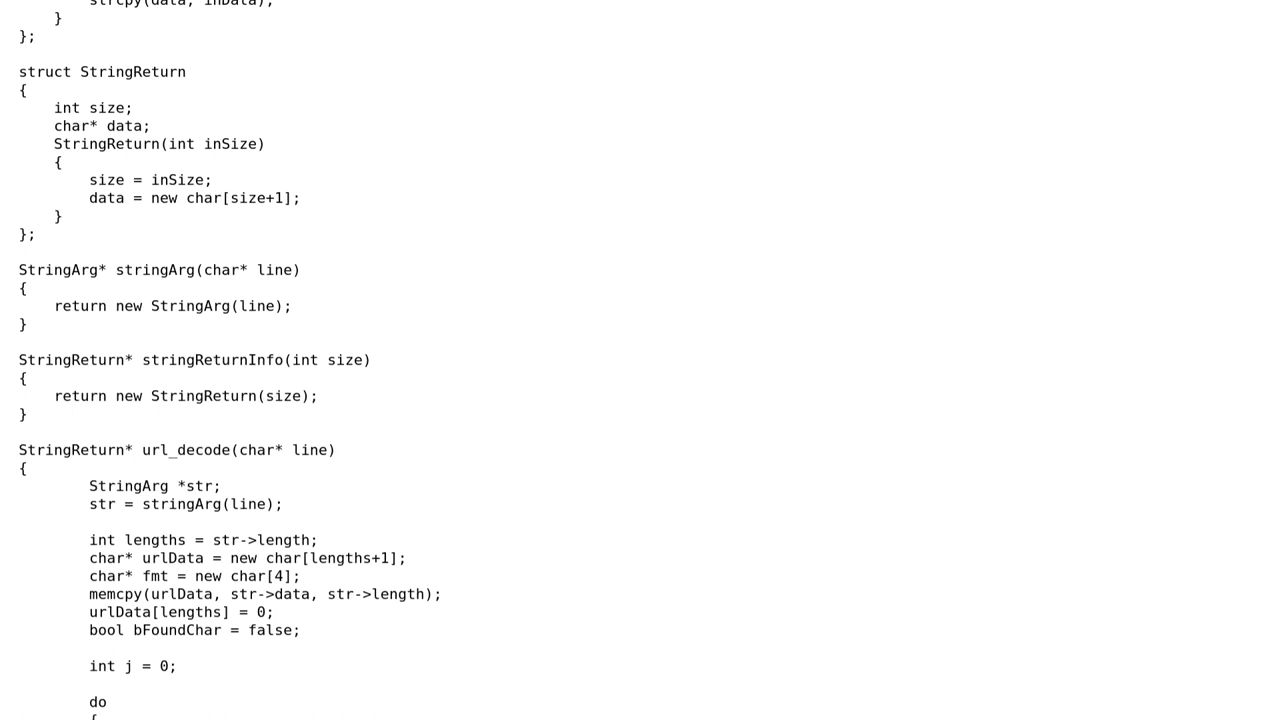 strcpy(data, inData);
    }
};

struct StringReturn
{
    int size;
    char* data;
    StringReturn(int inSize)
    {
        size = inSize;
        data = new char[size+1];
    }
};

StringArg* stringArg(char* line)
{
    return new StringArg(line);
}

StringReturn* stringReturnInfo(int size)
{
    return new StringReturn(size);
}

StringReturn* url_decode(char* line)
{
        StringArg *str;
        str = stringArg(line);

        int lengths = str->length;
        char* urlData = new char[lengths+1];
        char* fmt = new char[4];
        memcpy(urlData, str->data, str->length);
        urlData[lengths] = 0;
        bool bFoundChar = false;

        int j = 0;

        do
        {